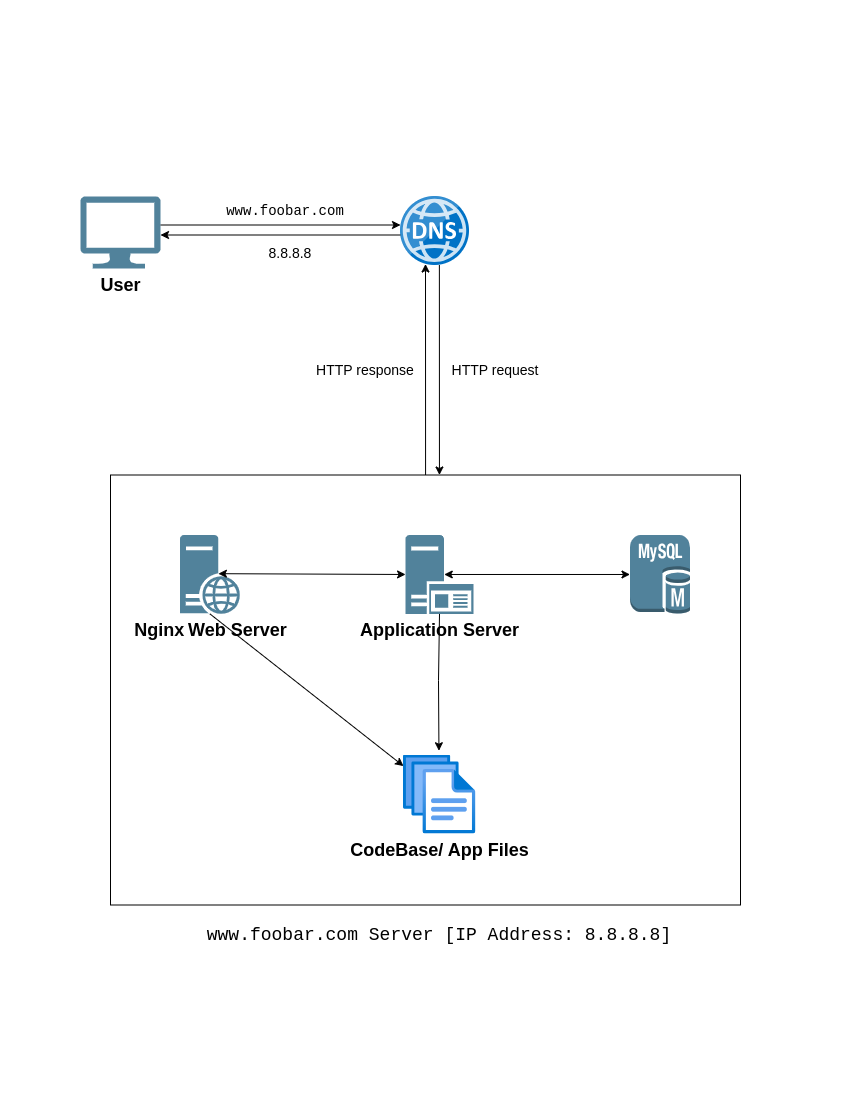 www.foobar.com
DNS
8.8.8.8
User
HTTP response
HTTP request
MySQL
M
Nginx Web Server
Application Server
CodeBase/ App Files
www.foobar.com Server [IP Address: 8.8.8.8]